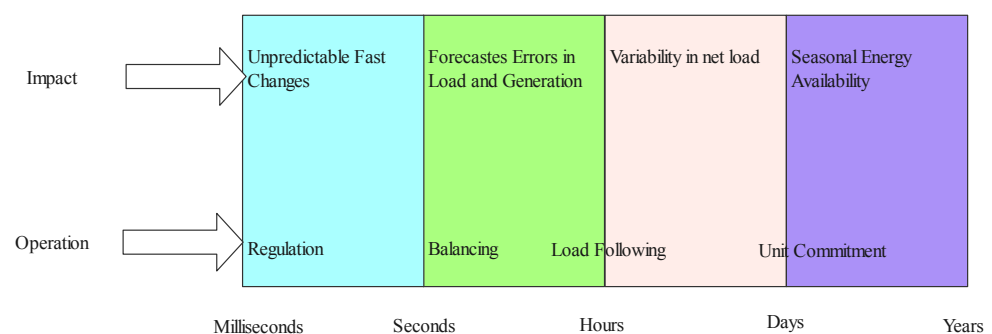 Impact
Unpredictable Fast
Changes
Forecastes Errors in
Load and Generation
Variability in net load
Seasonal Energy
Availability
Operation
Regulation
Balancing
Load Following
Unit Commitment
Milliseconds
Seconds
Hours
Days
Years